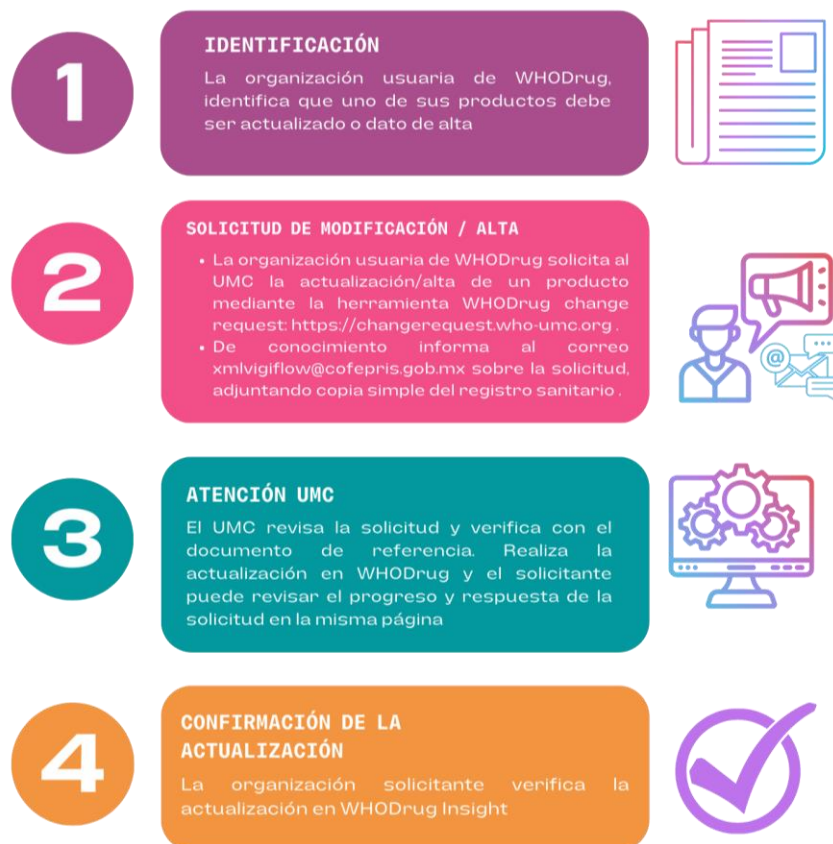 1
IDENTIFICACIÓN
La organización usuaria de WHODrug,
identifica que uno de sus productos debe
ser actualizado o dato de alta
2
SOLICITUD DE MODIFICACIÓN / ALTA
• La organización usuaria de WHODrug solicita al
UMC la actualización/alta de un producto
mediante la herramienta WHODrug change
request: https://changerequest.who-umc.org .
• De conocimiento informa al correo
xmlvigiflow@cofepris.gob.mx sobre la solicitud,
adjuntando copia simple del registro sanitario .
@
3
ATENCIÓN UMC
El UMC revisa la solicitud y verifica con el
documento de referencia. Realiza la
actualización en WHODrug y el solicitante
puede revisar el progreso y respuesta de la
solicitud en la misma página
4
CONFIRMACIÓN DE LA
ACTUALIZACIÓN
La organización solicitante verifica la
actualización en WHODrug Insight